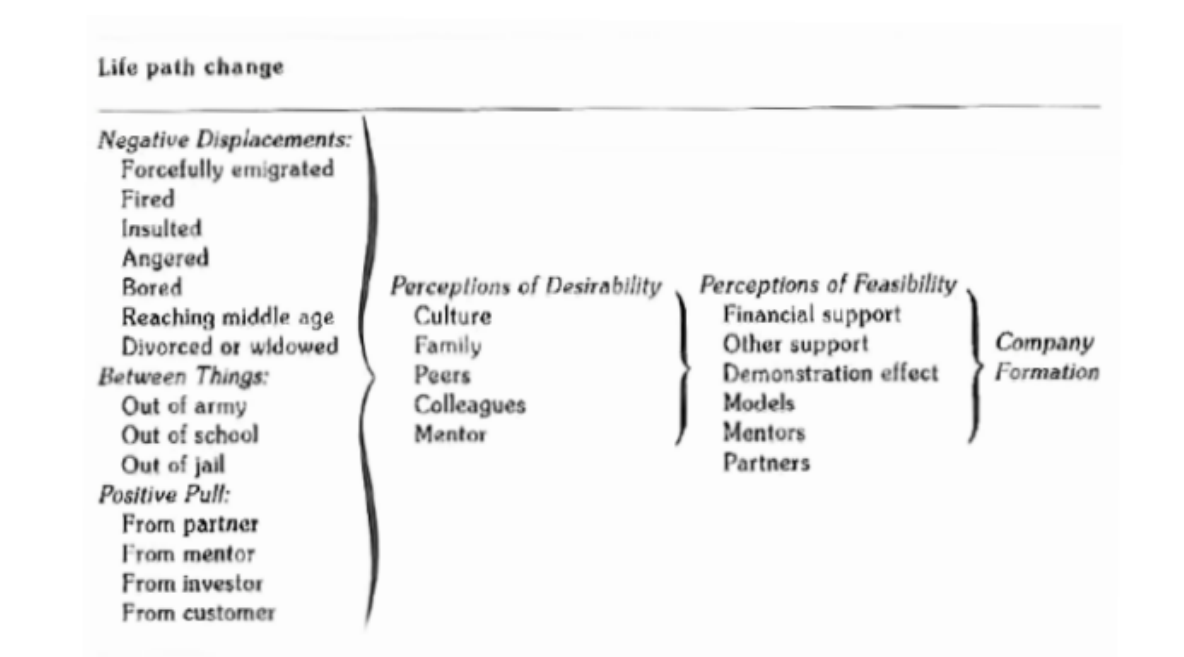 Life path change
Negative Displacements:
Forcefully emigrated
Fired
Insulted
Angered
Bored
Reaching middle age
Divorced or widowed
Between Things:
Out of army
Out of school
Out of jail
Positive Pull:
From partner
From mentor
From investor
From customer
Perceptions of Desirability
Culture
Family
Peers
Colleagues
Mentor
Perceptions of Feasibility
Financial support
Other support
Demonstration effect
Models
Mentors
Partners
Company
Formation